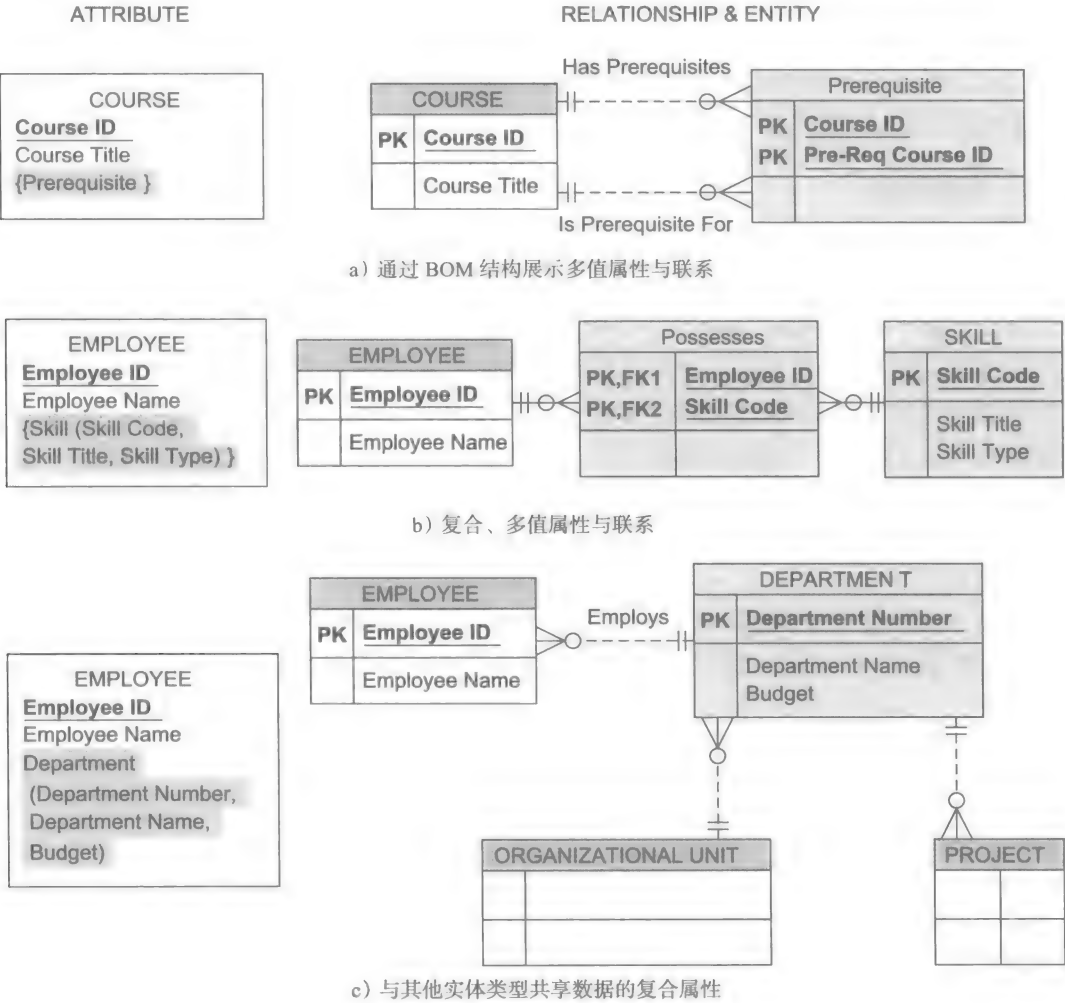 ATTRIBUTE
RELATIONSHIP & ENTITY
COURSE
Course ID
Course Title
{Prerequisite }
COURSE
PK Course ID
Course Title
Has Prerequisites
Is Prerequisite For
Prerequisite
PK Course ID
PK Pre-Req Course ID
a）通过 BOM 结构展示多值属性与联系
EMPLOYEE
Employee ID
Employee Name
{Skill (Skill Code,
Skill Title, Skill Type) }
EMPLOYEE
PK Employee ID
Employee Name
Possesses
PK,FK1 Employee ID
PK,FK2 Skill Code
SKILL
PK Skill Code
Skill Title
Skill Type
b）复合、多值属性与联系
EMPLOYEE
Employee ID
Employee Name
Department
(Department Number,
Department Name,
Budget)
EMPLOYEE
PK Employee ID
Employee Name
Employs
DEPARTMEN T
PK Department Number
Department Name
Budget
ORGANIZATIONAL UNIT
PROJECT
c）与其他实体类型共享数据的复合属性